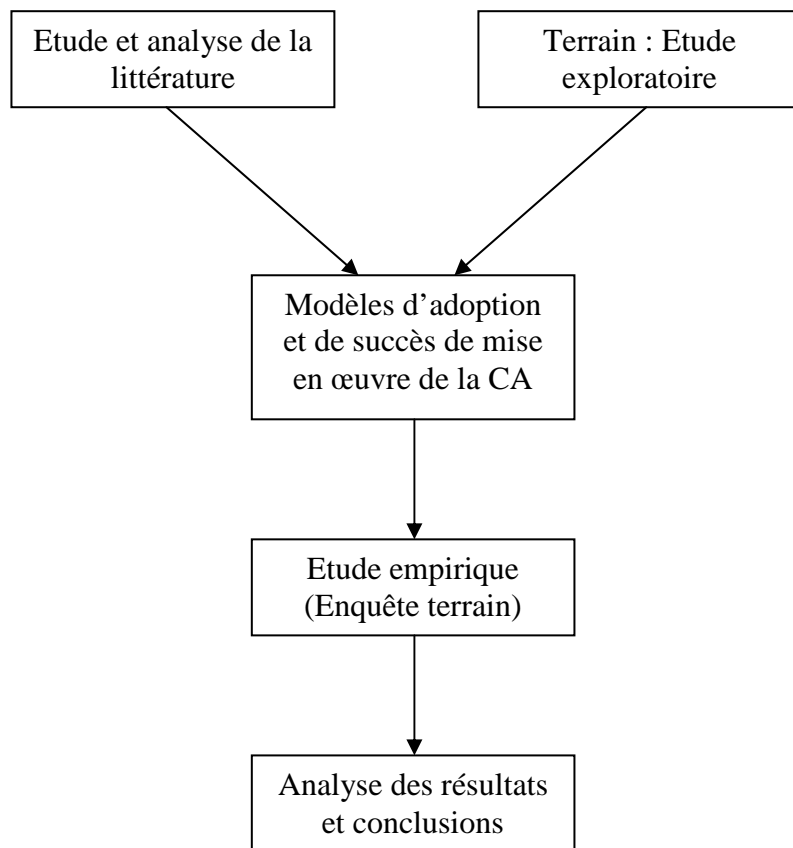 Etude et analyse de la
littérature
Terrain : Etude
exploratoire
Modèles d’adoption
et de succès de mise
en œuvre de la CA
Etude empirique
(Enquête terrain)
Analyse des résultats
et conclusions